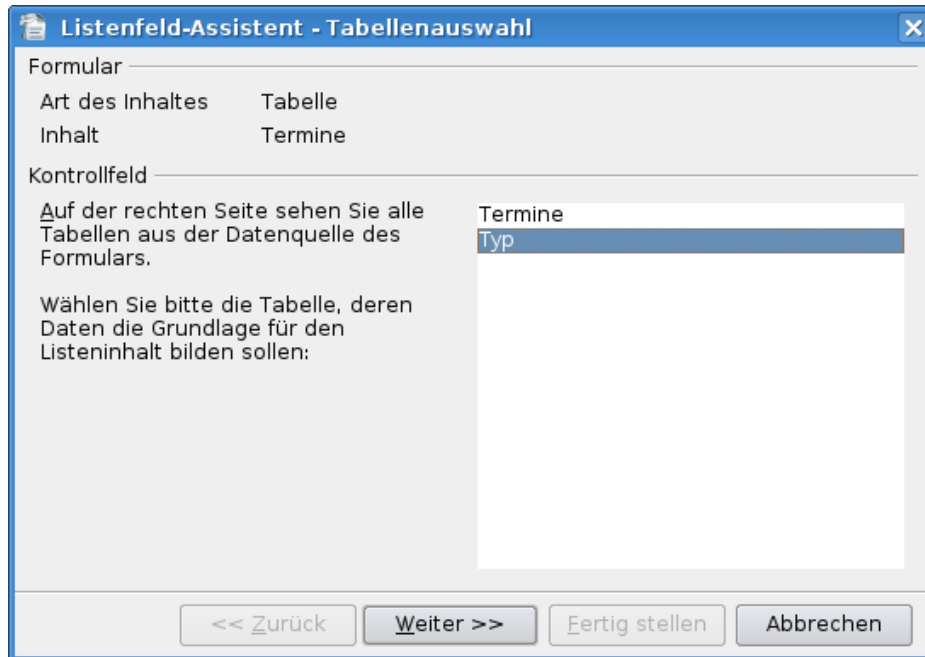 Listenfeld-Assistent - Tabellenauswahl
Formular
Art des Inhaltes Tabelle
Inhalt Termine
Kontrollfeld
Auf der rechten Seite sehen Sie alle
Tabellen aus der Datenquelle des
Formulars.
Wählen Sie bitte die Tabelle, deren
Daten die Grundlage für den
Listeninhalt bilden sollen:
Termine
Typ
<< Zurück Weiter >> Fertig stellen Abbrechen